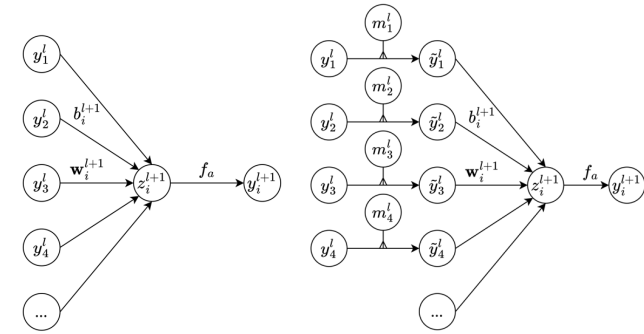 y_1^l
y_2^l
b_i^{l+1}
y_3^l
w_i^{l+1}
z_i^{l+1}
f_a
y_i^{l+1}
y_4^l
...
m_1^l
y_1^l
ỹ_1^l
m_2^l
y_2^l
ỹ_2^l
b_i^{l+1}
m_3^l
y_3^l
ỹ_3^l
w_i^{l+1}
z_i^{l+1}
f_a
y_i^{l+1}
m_4^l
y_4^l
ỹ_4^l
...